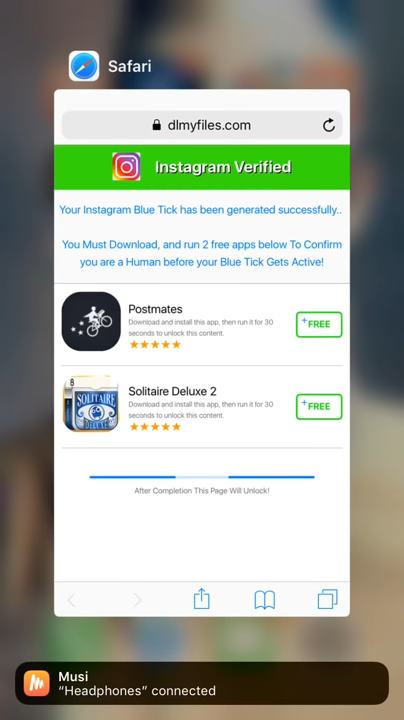 Safari
dlmyfiles.com
Instagram Verified
Your Instagram Blue Tick has been generated successfully..
You Must Download, and run 2 free apps below To Confirm
you are a Human before your Blue Tick Gets Active!
Postmates
Download and install this app, then run it for 30
seconds to unlock this content.
+FREE
8
SOLITAIRE
DELUXE
Solitaire Deluxe 2
Download and install this app, then run it for 30
seconds to unlock this content.
+FREE
After Completion This Page Will Unlock!
Musi
“Headphones” connected